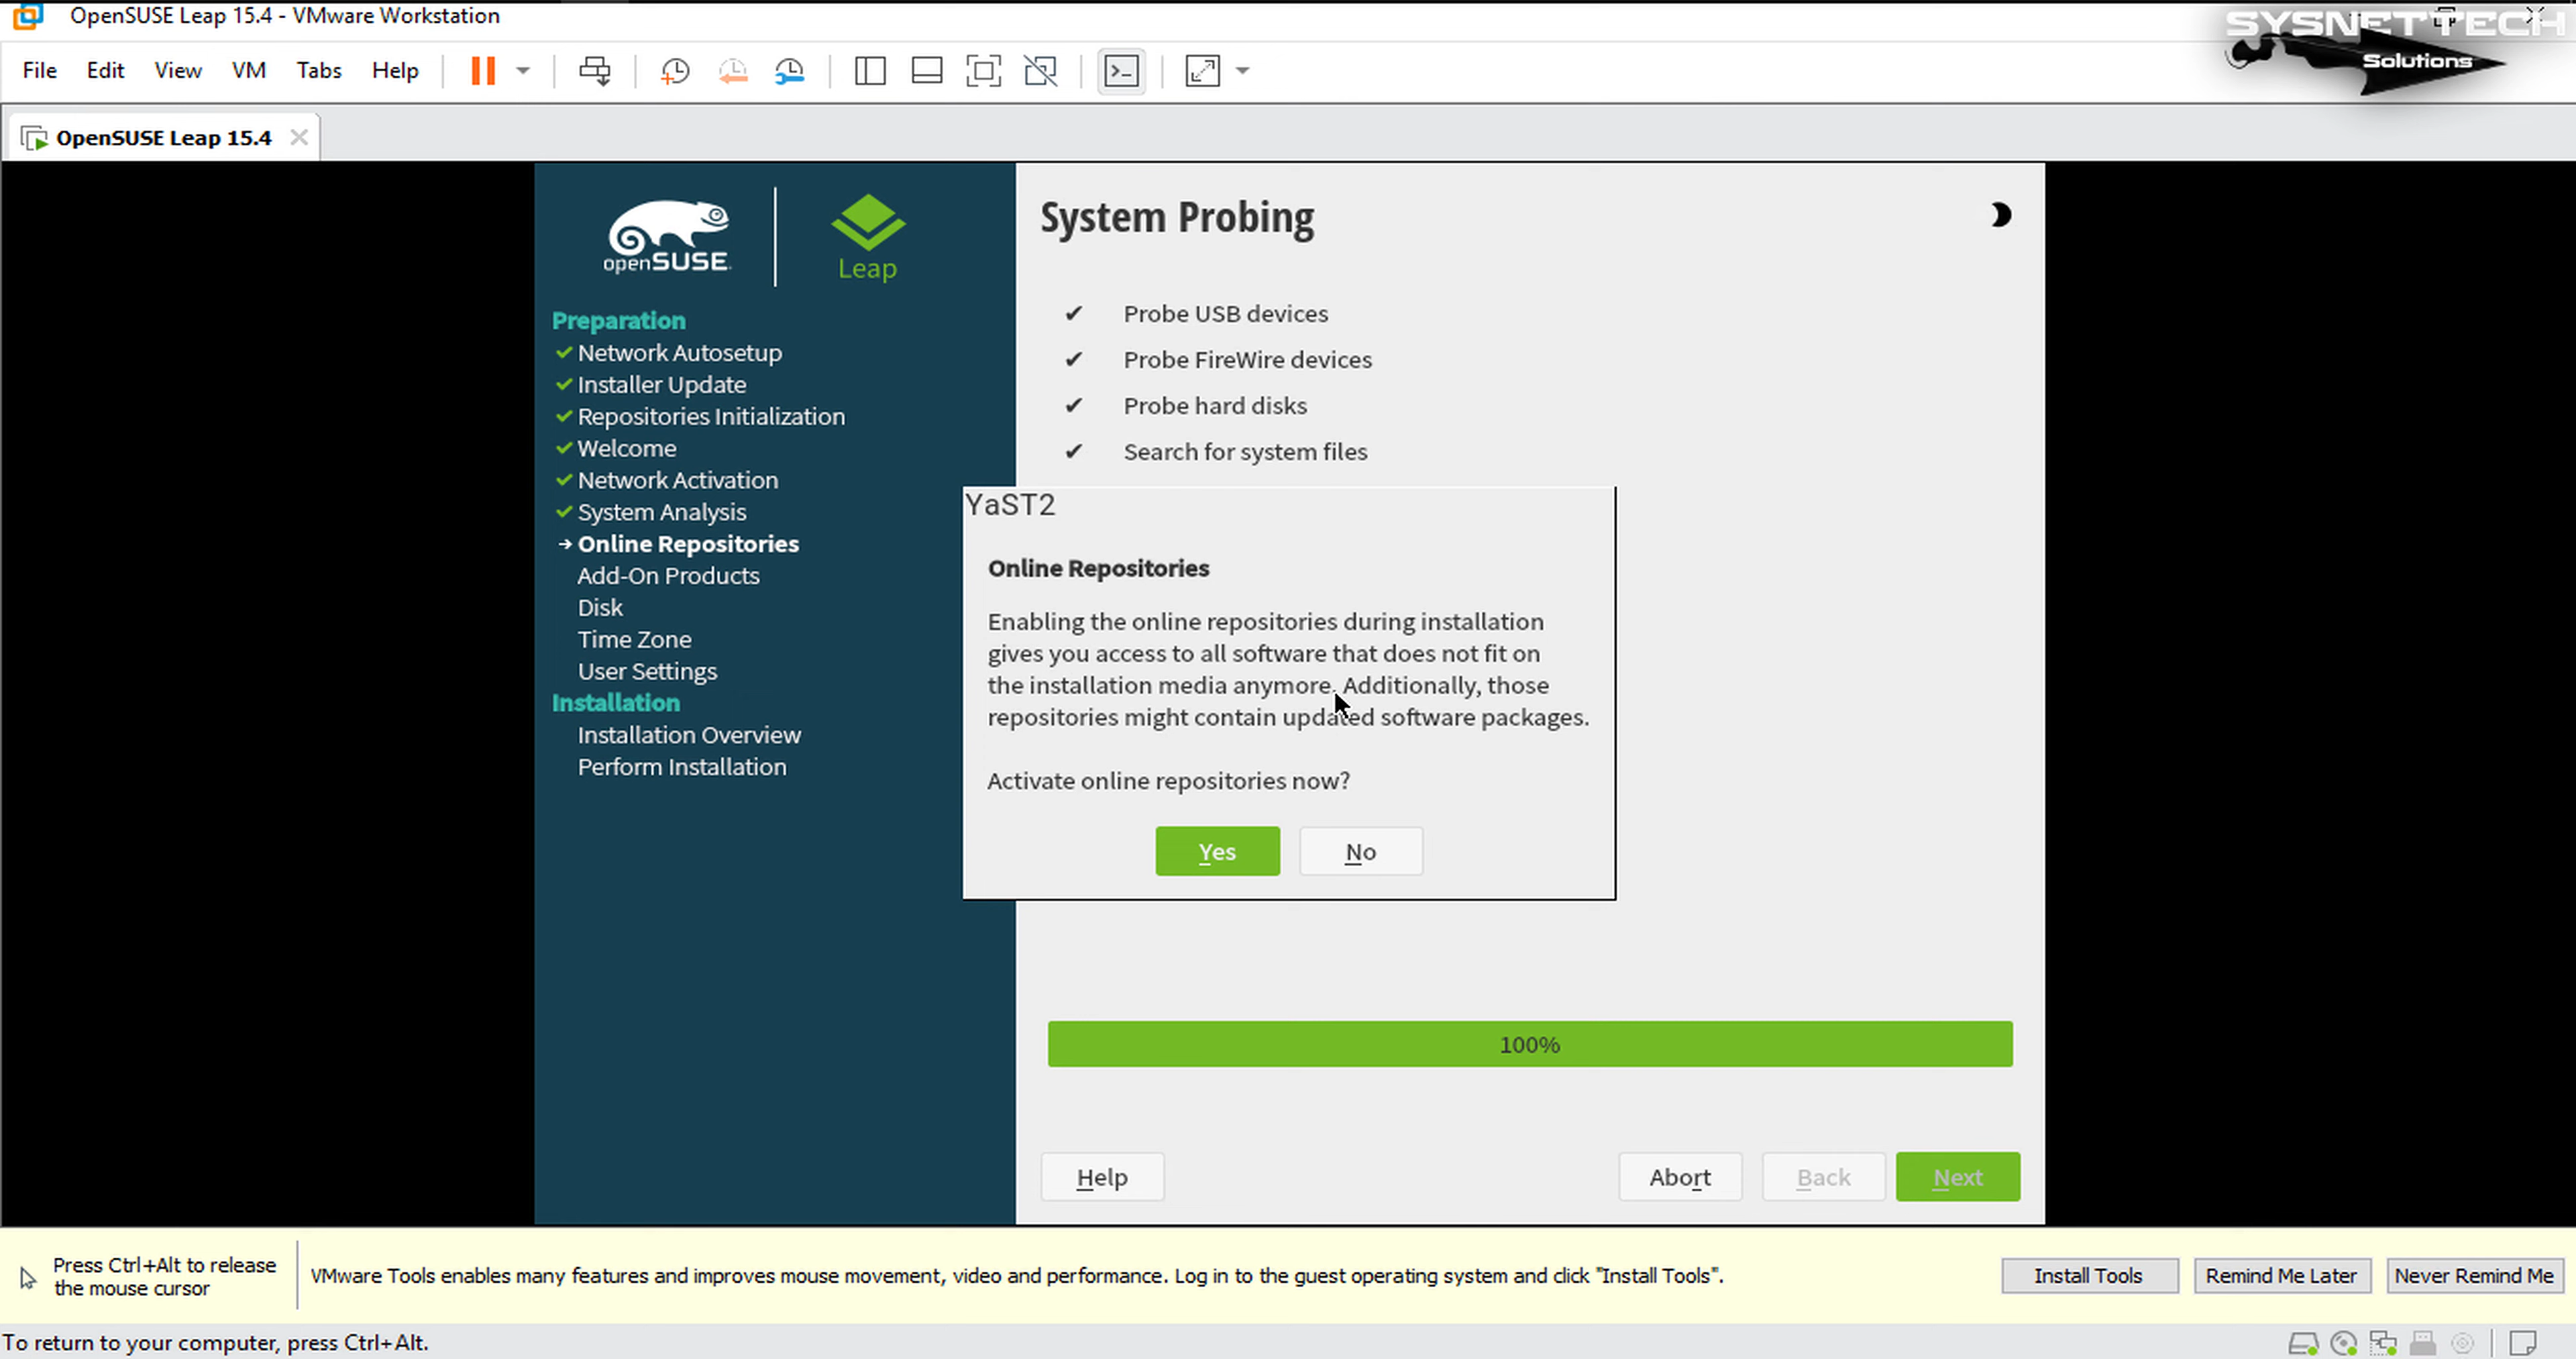 OpenSUSE Leap 15.4 - VMware Workstation
SYSNETTECH
Solutions
File Edit View VM Tabs Help
OpenSUSE Leap 15.4
openSUSE.
Leap
System Probing
Preparation
Network Autosetup
Installer Update
Repositories Initialization
Welcome
Network Activation
System Analysis
Online Repositories
Add-On Products
Disk
Time Zone
User Settings
Installation
Installation Overview
Perform Installation
Probe USB devices
Probe FireWire devices
Probe hard disks
Search for system files
YaST2
Online Repositories
Enabling the online repositories during installation
gives you access to all software that does not fit on
the installation media anymore. Additionally, those
repositories might contain updated software packages.
Activate online repositories now?
Yes No
100%
Help Abort Back Next
Press Ctrl+Alt to release
the mouse cursor
VMware Tools enables many features and improves mouse movement, video and performance. Log in to the guest operating system and click "Install Tools".
Install Tools Remind Me Later Never Remind Me
To return to your computer, press Ctrl+Alt.